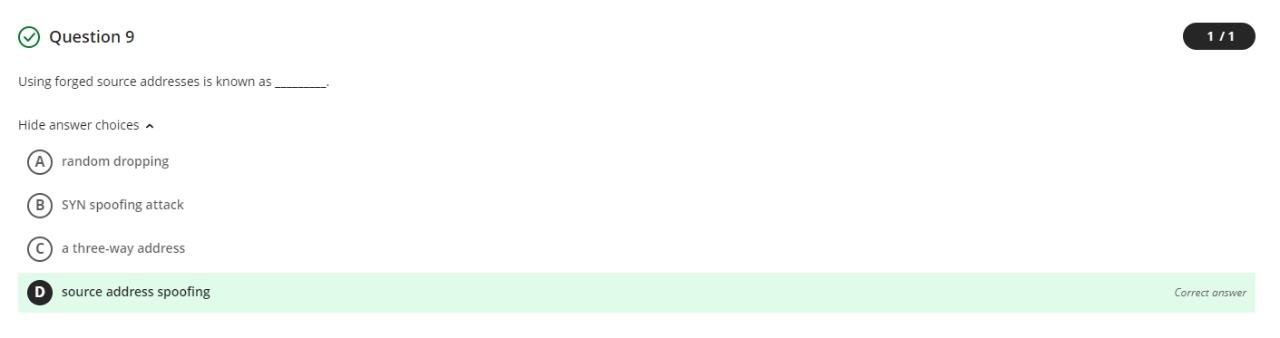 Question 9
1 / 1
Using forged source addresses is known as _________.
Hide answer choices
A random dropping
B SYN spoofing attack
C a three-way address
D source address spoofing
Correct answer